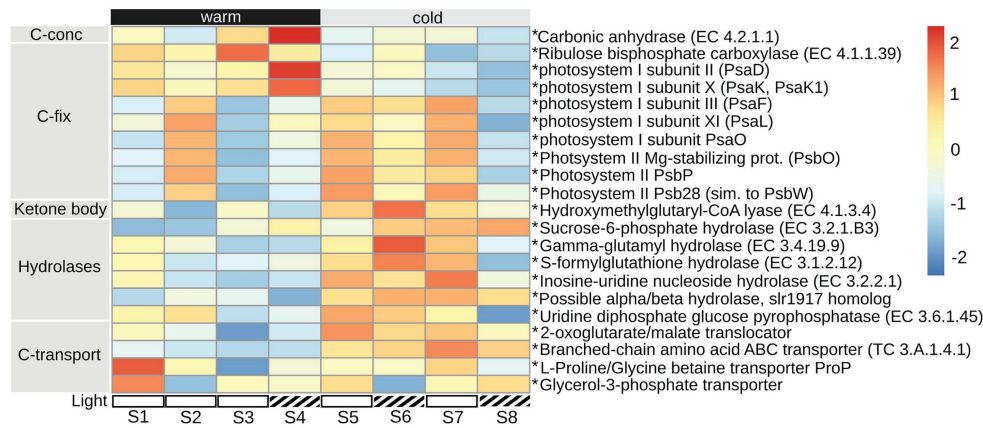 warm cold
C-conc *Carbonic anhydrase (EC 4.2.1.1) 2
*Ribulose bisphosphate carboxylase (EC 4.1.1.39)
*photosystem I subunit II (PsaD)
*photosystem I subunit X (PsaK, PsaK1) 1
*photosystem I subunit III (PsaF)
C-fix *photosystem I subunit XI (PsaL)
*photosystem I subunit PsaO 0
*Photsystem II Mg-stabilizing prot. (PsbO)
*Photosystem II PsbP
*Photosystem II Psb28 (sim. to PsbW) -1
Ketone body *Hydroxymethylglutaryl-CoA lyase (EC 4.1.3.4)
*Sucrose-6-phosphate hydrolase (EC 3.2.1.B3)
*Gamma-glutamyl hydrolase (EC 3.4.19.9) -2
Hydrolases *S-formylglutathione hydrolase (EC 3.1.2.12)
*Inosine-uridine nucleoside hydrolase (EC 3.2.2.1)
*Possible alpha/beta hydrolase, slr1917 homolog
*Uridine diphosphate glucose pyrophosphatase (EC 3.6.1.45)
*2-oxoglutarate/malate translocator
C-transport *Branched-chain amino acid ABC transporter (TC 3.A.1.4.1)
*L-Proline/Glycine betaine transporter ProP
*Glycerol-3-phosphate transporter
Light
S1 S2 S3 S4 S5 S6 S7 S8